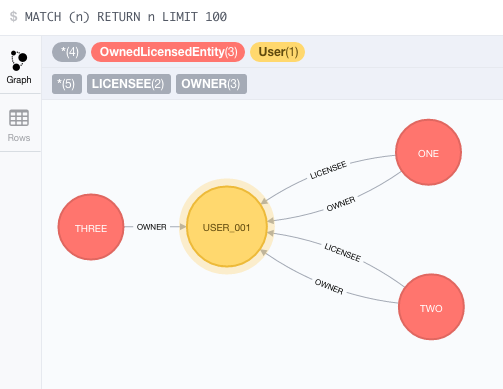 $ MATCH (n) RETURN n LIMIT 100
*(4) OwnedLicensedEntity(3) User(1)
Graph
*(5) LICENSEE(2) OWNER(3)
Rows
ONE
LICENSEE
OWNER
THREE
OWNER
USER_001
LICENSEE
OWNER
TWO